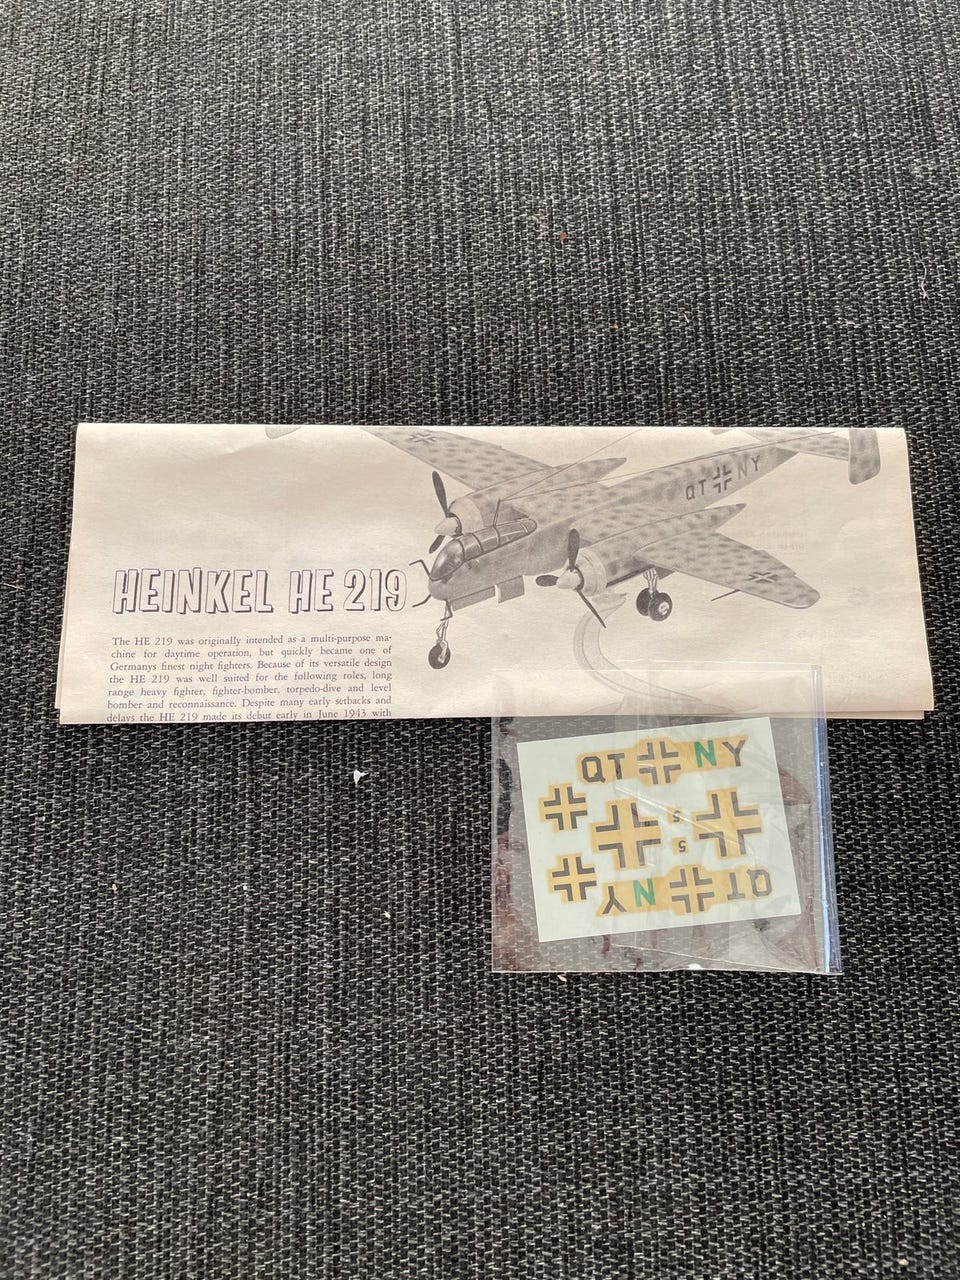 QT NY
HEINKEL HE 219
The HE 219 was originally intended as a multi-purpose ma-
chine for daytime operation, but quickly became one of
Germanys finest night fighters. Because of its versatile design
the HE 219 was well suited for the following roles, long
range heavy fighter, fighter-bomber, torpedo-dive and level
bomber and reconnaissance. Despite many early setbacks and
delays the HE 219 made its debut early in June 1943 with
QT NY
5
5
QT NY